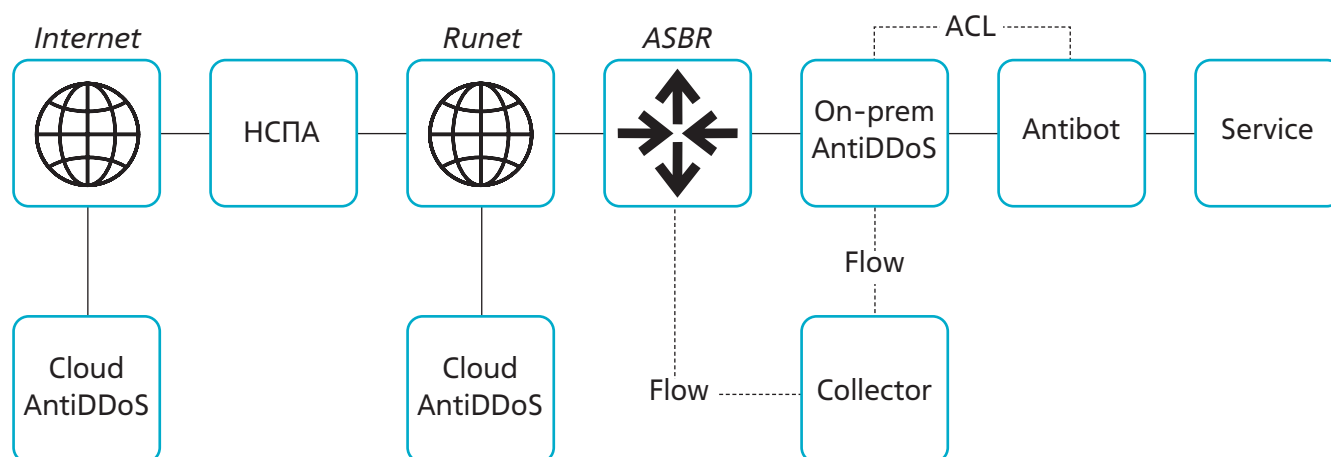 Internet
Runet
ASBR
ACL
НСПА
On-prem
AntiDDoS
Antibot
Service
Flow
Cloud
AntiDDoS
Cloud
AntiDDoS
Flow
Collector